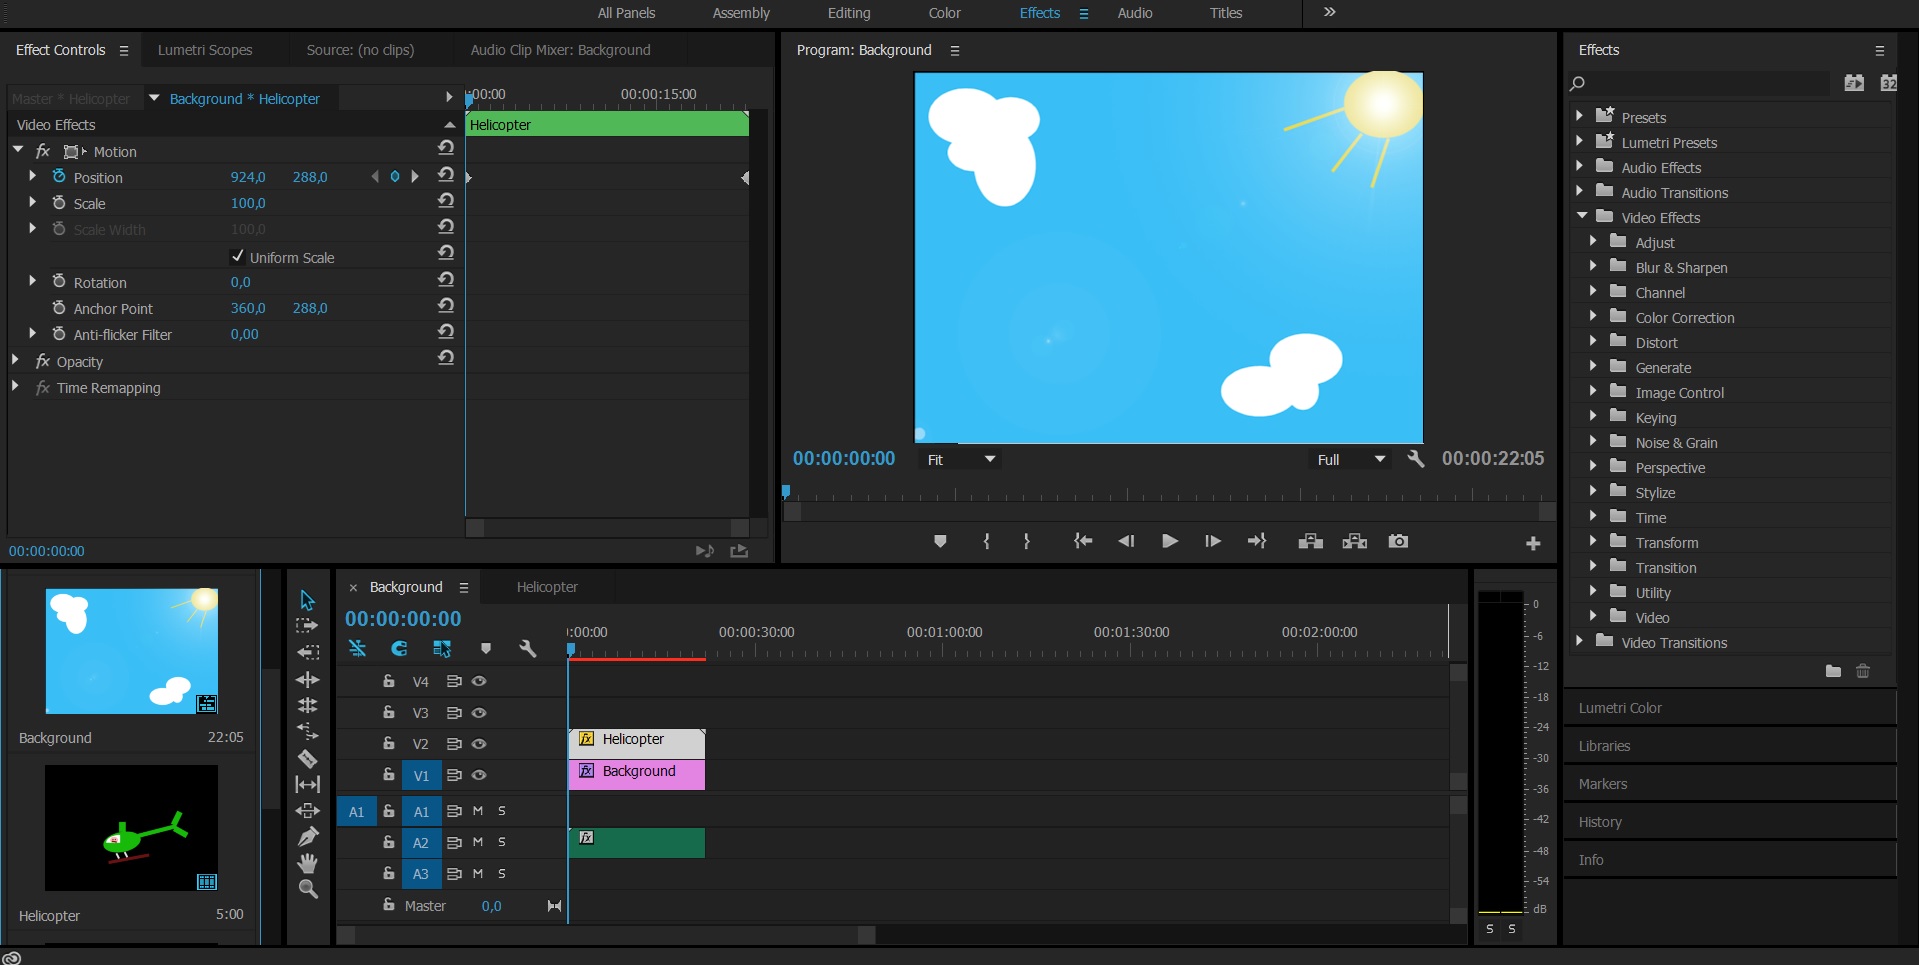 All Panels
Assembly
Editing
Color
Effects
Audio
Titles
Effect Controls
Lumetri Scopes
Source: (no clips)
Audio Clip Mixer: Background
Master * Helicopter
Background * Helicopter
:00:00
00:00:15:00
Video Effects
Helicopter
fx Motion
Position 924,0 288,0
Scale 100,0
Scale Width 100,0
Uniform Scale
Rotation 0,0
Anchor Point 360,0 288,0
Anti-flicker Filter 0,00
fx Opacity
fx Time Remapping
00:00:00:00
Program: Background
00:00:00:00
Fit
Full
00:00:22:05
Effects
32
Presets
Lumetri Presets
Audio Effects
Audio Transitions
Video Effects
Adjust
Blur & Sharpen
Channel
Color Correction
Distort
Generate
Image Control
Keying
Noise & Grain
Perspective
Stylize
Time
Transform
Transition
Utility
Video
Video Transitions
Lumetri Color
Libraries
Markers
History
Info
Background 22:05
Helicopter 5:00
Background
Helicopter
00:00:00:00
:00:00
00:00:30:00
00:01:00:00
00:01:30:00
00:02:00:00
V4
V3
V2
fx Helicopter
V1
fx Background
A1 A1 M S
A2 M S
fx
A3 M S
Master 0,0
0
-6
-12
-18
-24
-30
-36
-42
-48
-54
dB
S S